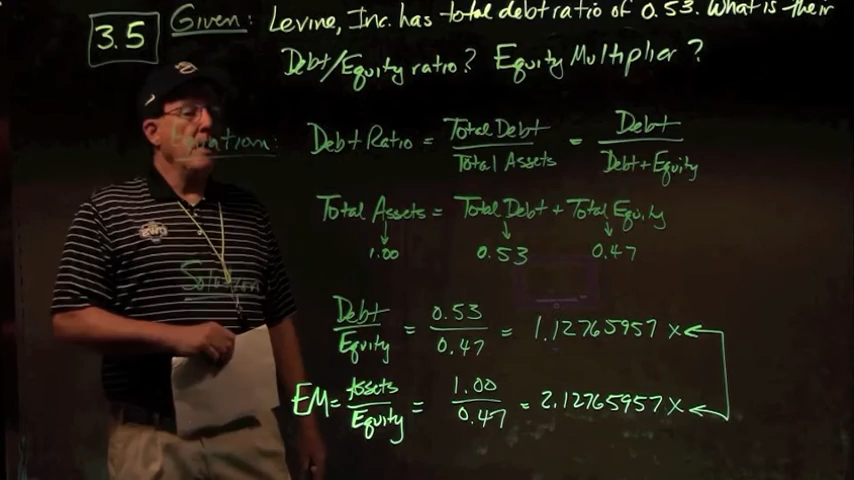 3.5 Given: Levine, Inc. has total debt ratio of 0.53. What is their
Debt/Equity ratio? Equity Multiplier?
Equation: Debt Ratio = Total Debt / Total Assets = Debt / Debt + Equity
Total Assets = Total Debt + Total Equity
↓ ↓ ↓
1.00 0.53 0.47
Solution
Debt / Equity = 0.53 / 0.47 = 1.12765957 x
EM = Assets / Equity = 1.00 / 0.47 = 2.12765957 x